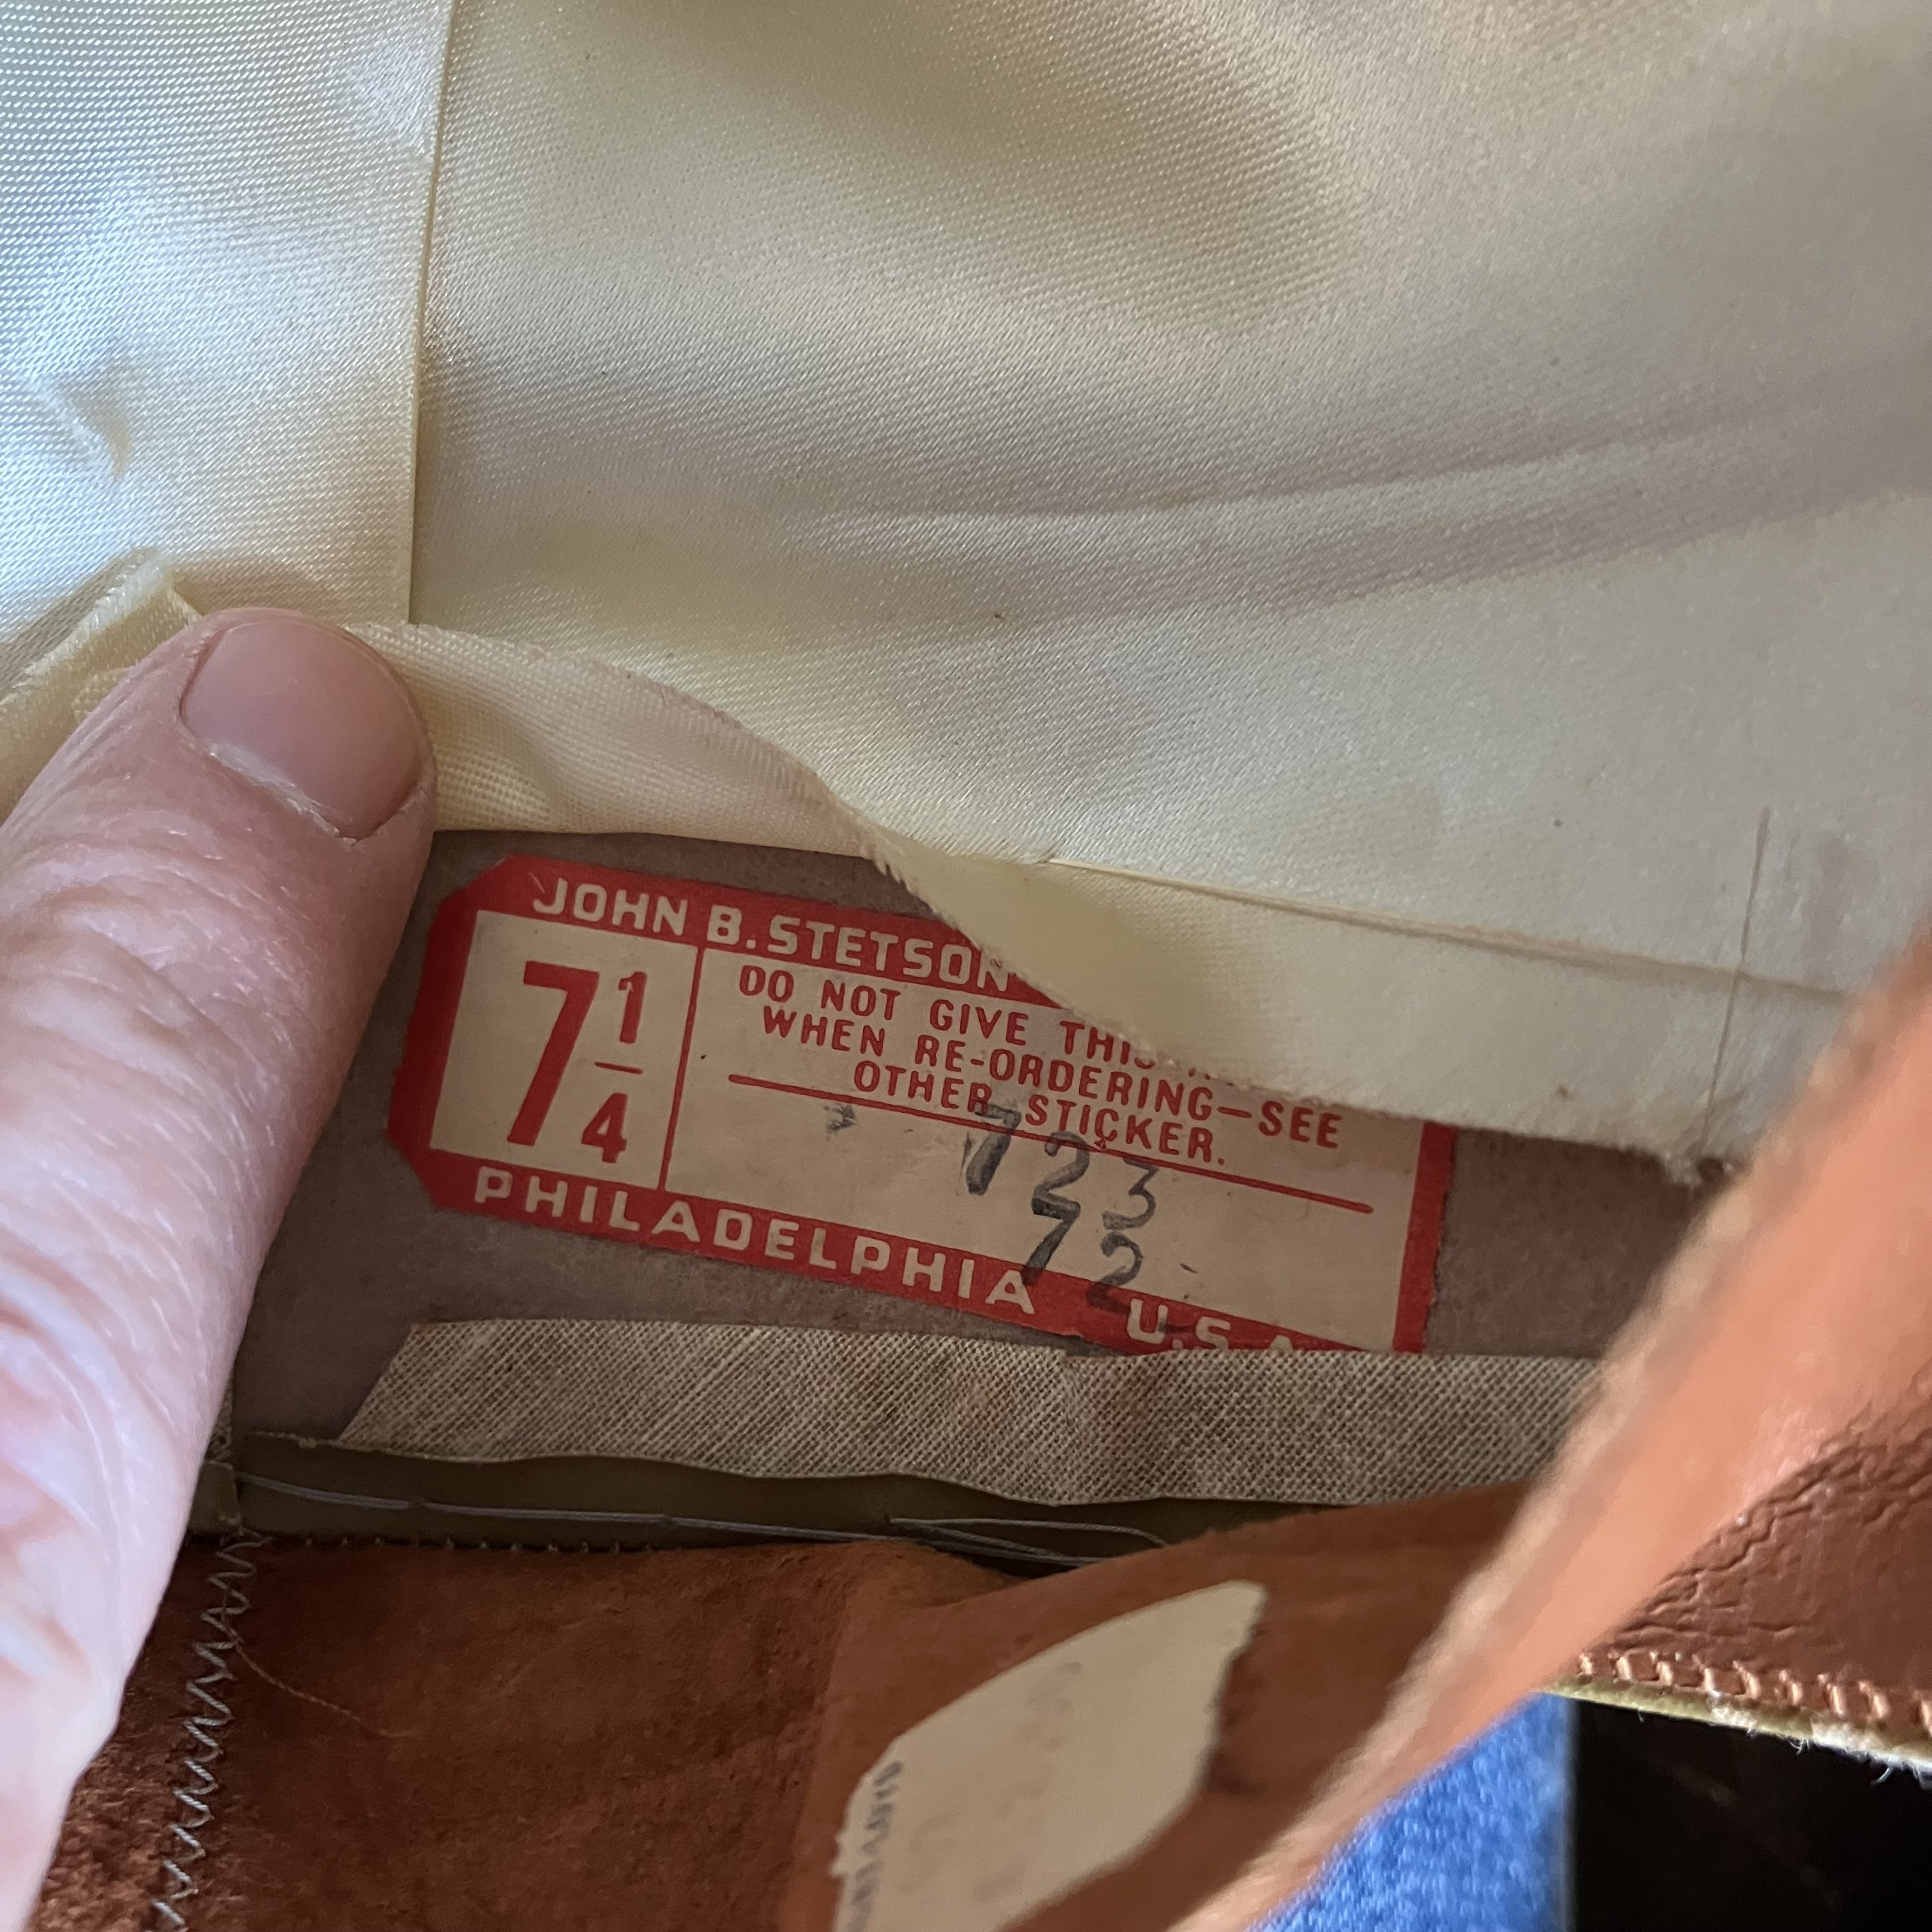 JOHN B. STETSON
7 1/4
DO NOT GIVE THIS
WHEN RE-ORDERING—SEE
OTHER STICKER.
723
72
PHILADELPHIA U.S.A.